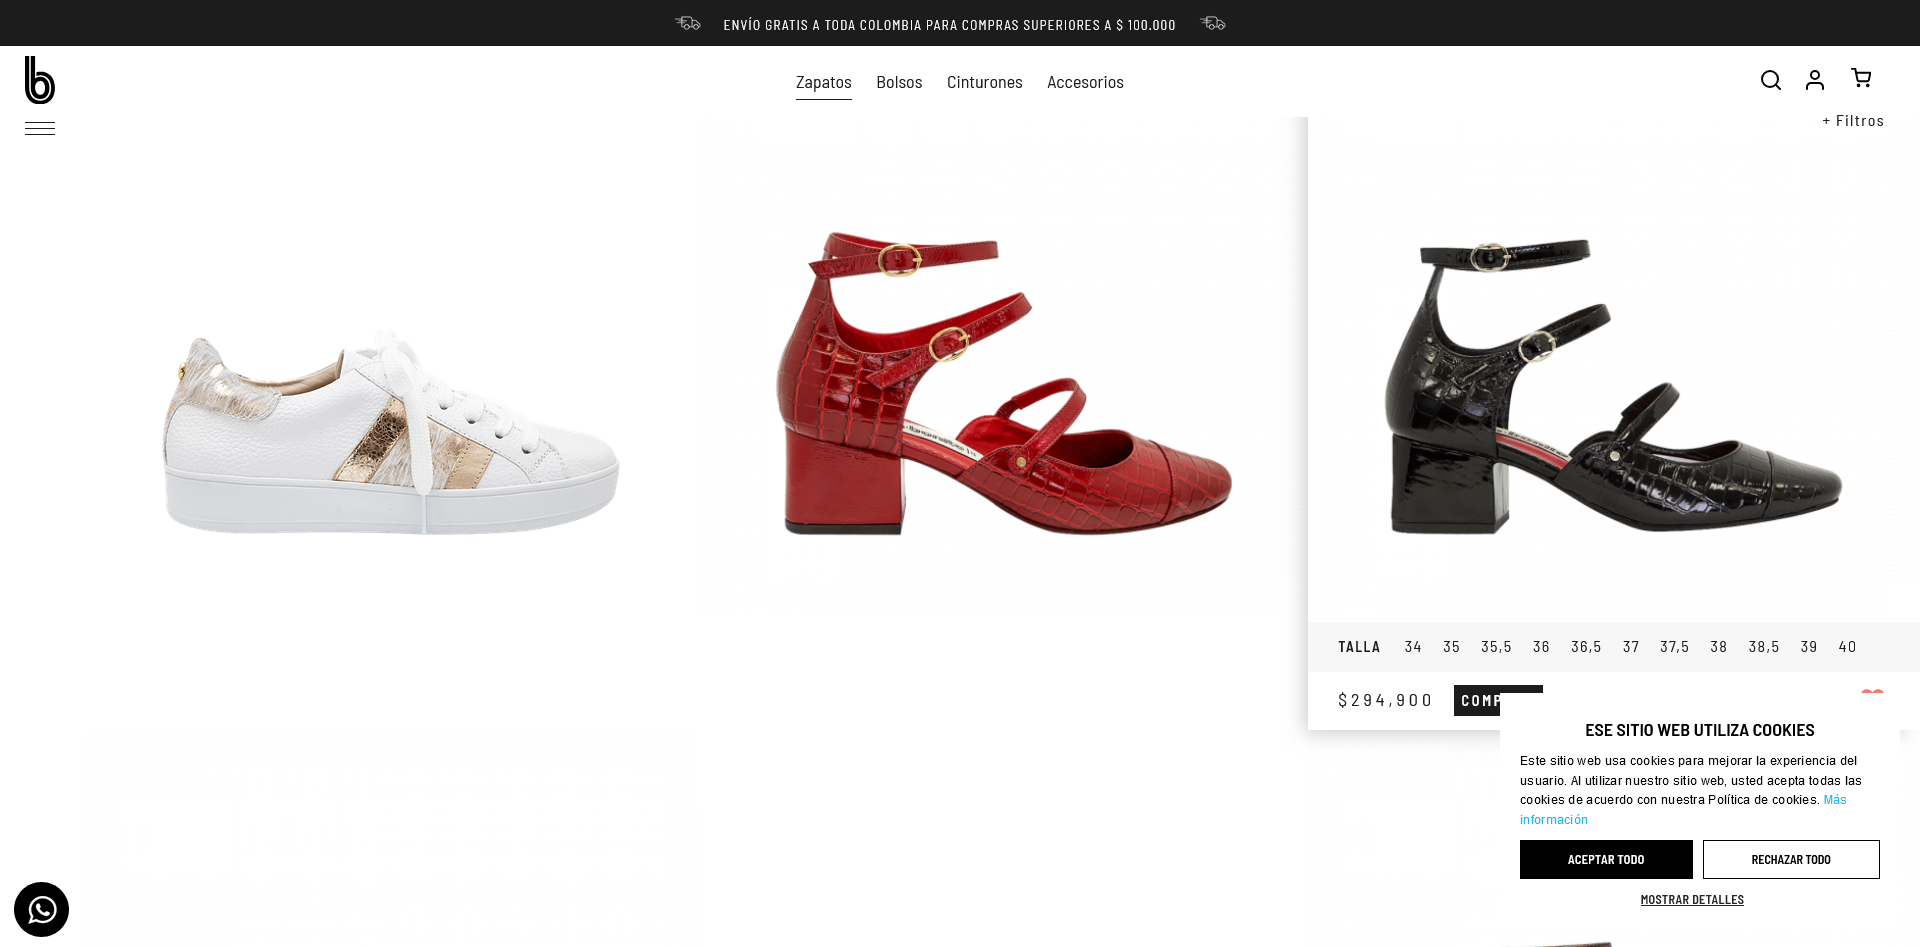 ENVÍO GRATIS A TODA COLOMBIA PARA COMPRAS SUPERIORES A $ 100.000
b
Zapatos Bolsos Cinturones Accesorios
+ Filtros
TALLA 34 35 35,5 36 36,5 37 37,5 38 38,5 39 40
$294,900 COMP
ESE SITIO WEB UTILIZA COOKIES
Este sitio web usa cookies para mejorar la experiencia del
usuario. Al utilizar nuestro sitio web, usted acepta todas las
cookies de acuerdo con nuestra Política de cookies. Más
información
ACEPTAR TODO RECHAZAR TODO
MOSTRAR DETALLES